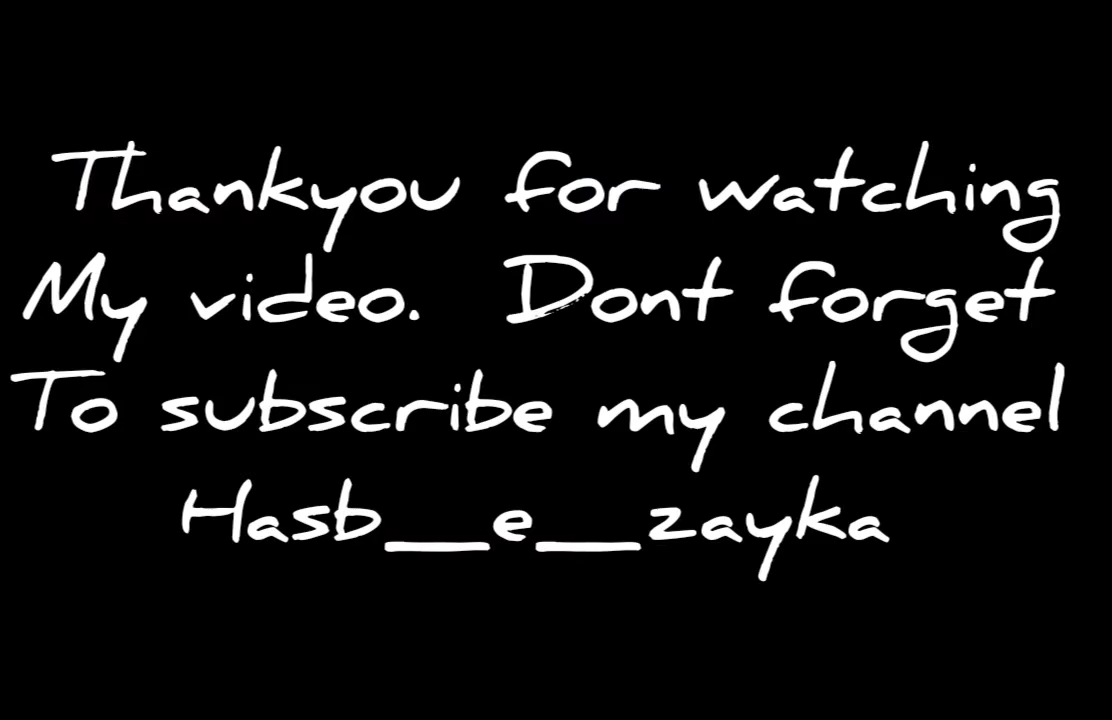 Thankyou for watching
My video. Dont forget
To subscribe my channel
Hasb__e__zayka